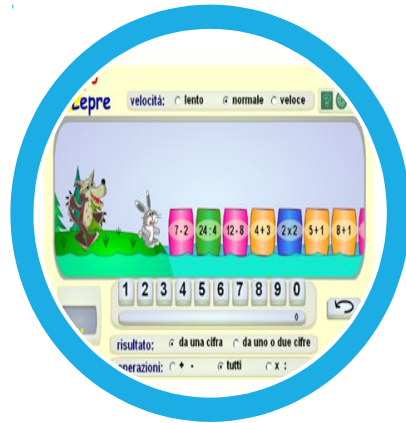 Lepre velocità: lento normale veloce
7-2 24:4 12-8 4+3 2x2 5+1 8+1
1 2 3 4 5 6 7 8 9 0
0
risultato: da una cifra da uno o due cifre
operazioni: + - tutti x :